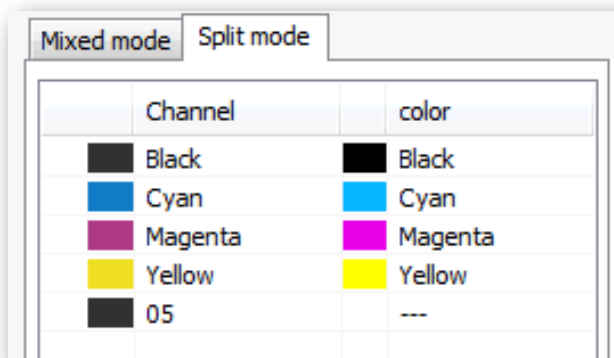 Mixed mode Split mode
Channel color
Black Black
Cyan Cyan
Magenta Magenta
Yellow Yellow
05 ---